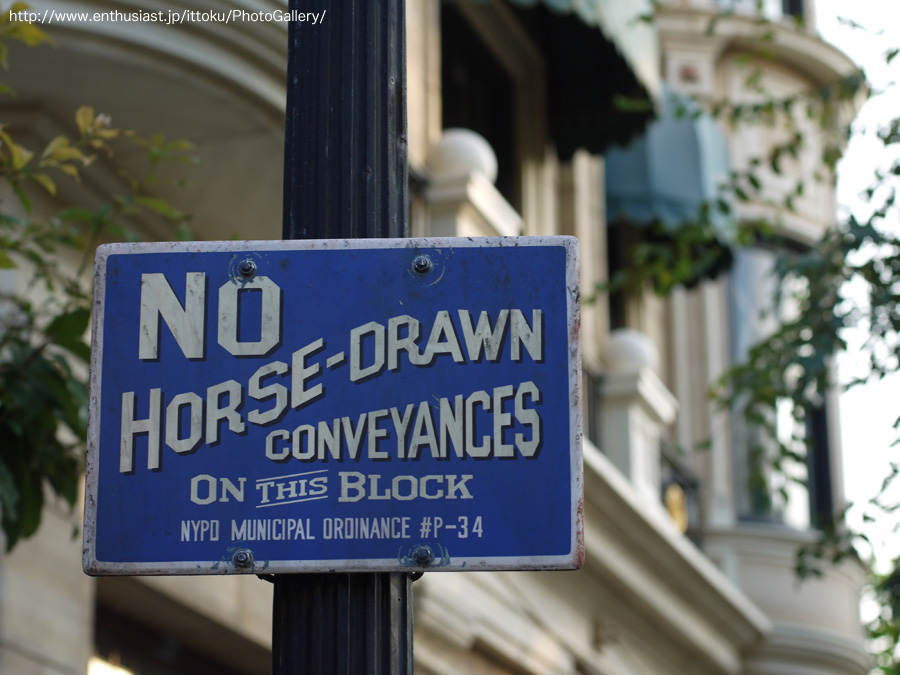 http://www.enthusiast.jp/ittoku/PhotoGallery/
NO
HORSE-DRAWN
CONVEYANCES
ON THIS BLOCK
NYPD MUNICIPAL ORDINANCE #P-34